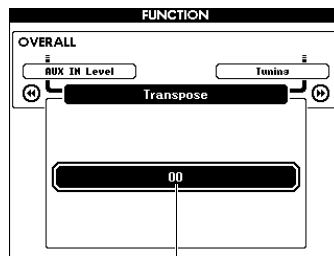 FUNCTION
OVERALL
AUX IN Level
Tuning
Transpose
00